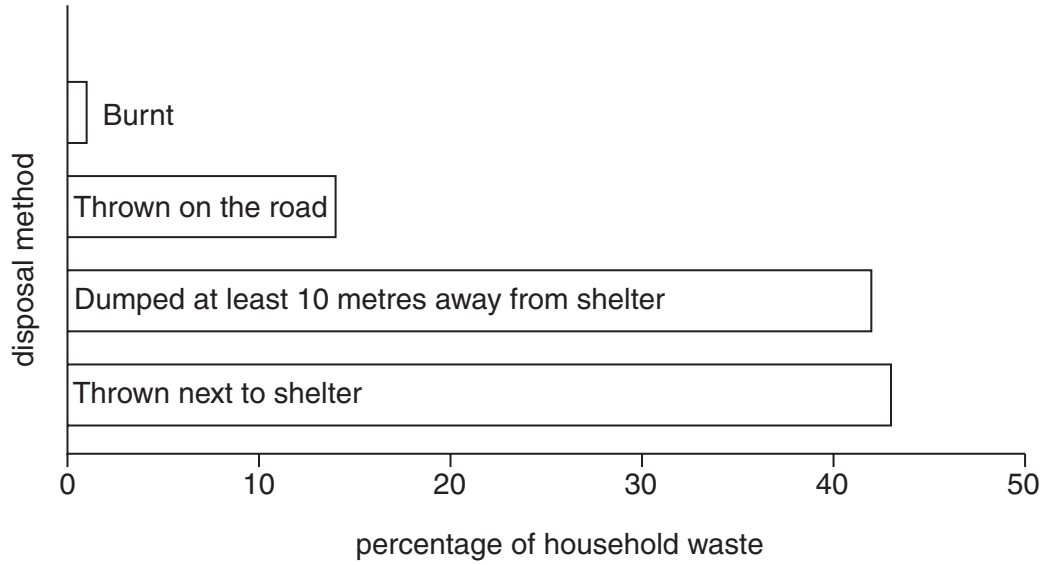 Burnt
Thrown on the road
Dumped at least 10 metres away from shelter
Thrown next to shelter
disposal method
0 10 20 30 40 50
percentage of household waste